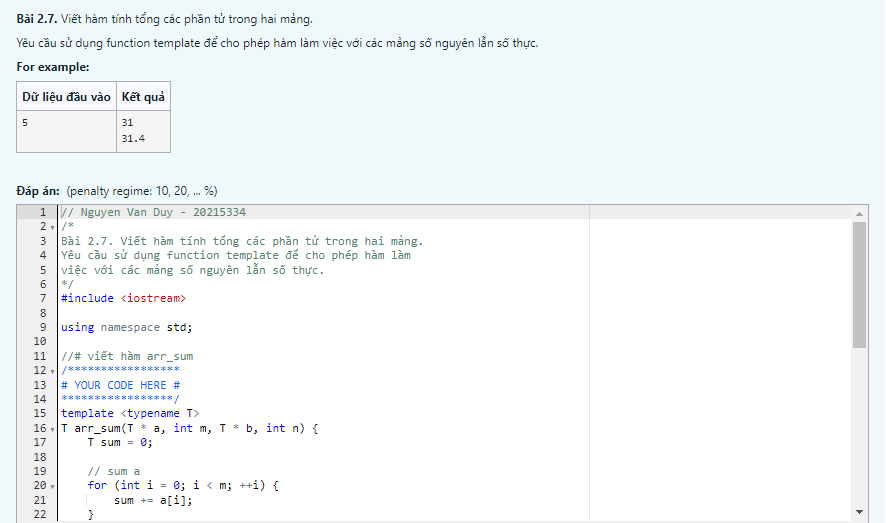 Bài 2.7. Viết hàm tính tổng các phần tử trong hai mảng.
Yêu cầu sử dụng function template để cho phép hàm làm việc với các mảng số nguyên lẫn số thực.
For example:
Dữ liệu đầu vào Kết quả
5 31
31.4
Đáp án: (penalty regime: 10, 20, ... %)
1 // Nguyen Van Duy - 20215334
2 /*
3 Bài 2.7. Viết hàm tính tổng các phần tử trong hai mảng.
4 Yêu cầu sử dụng function template để cho phép hàm làm
5 việc với các mảng số nguyên lẫn số thực.
6 */
7 #include <iostream>
8
9 using namespace std;
10
11 //# viết hàm arr_sum
12 /*****************
13 # YOUR CODE HERE #
14 *****************/
15 template <typename T>
16 T arr_sum(T * a, int m, T * b, int n) {
17     T sum = 0;
18
19     // sum a
20     for (int i = 0; i < m; ++i) {
21         sum += a[i];
22     }